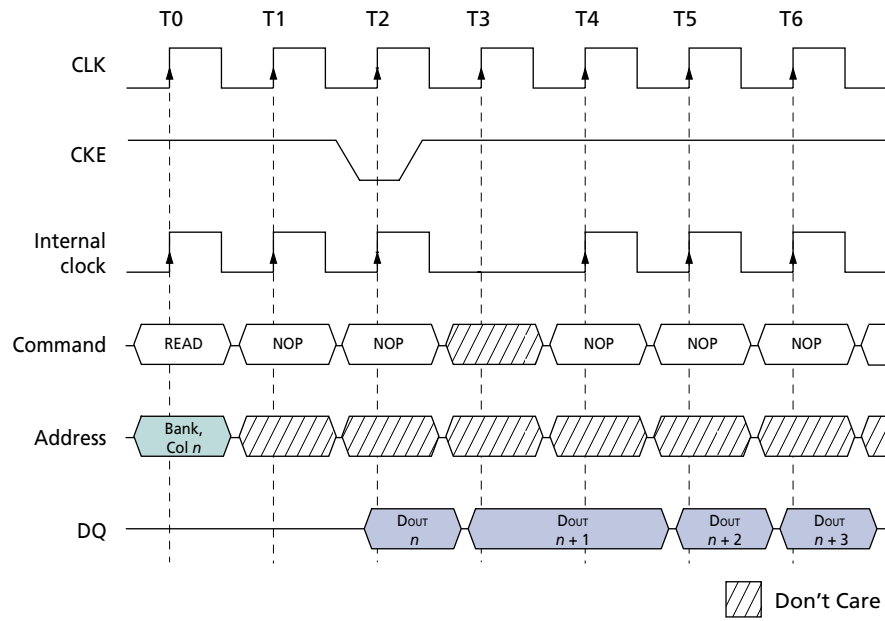 T0 T1 T2 T3 T4 T5 T6
CLK
CKE
Internal
clock
Command READ NOP NOP NOP NOP NOP
Address Bank,
Col n
DQ DOUT DOUT DOUT DOUT
n n + 1 n + 2 n + 3
Don't Care